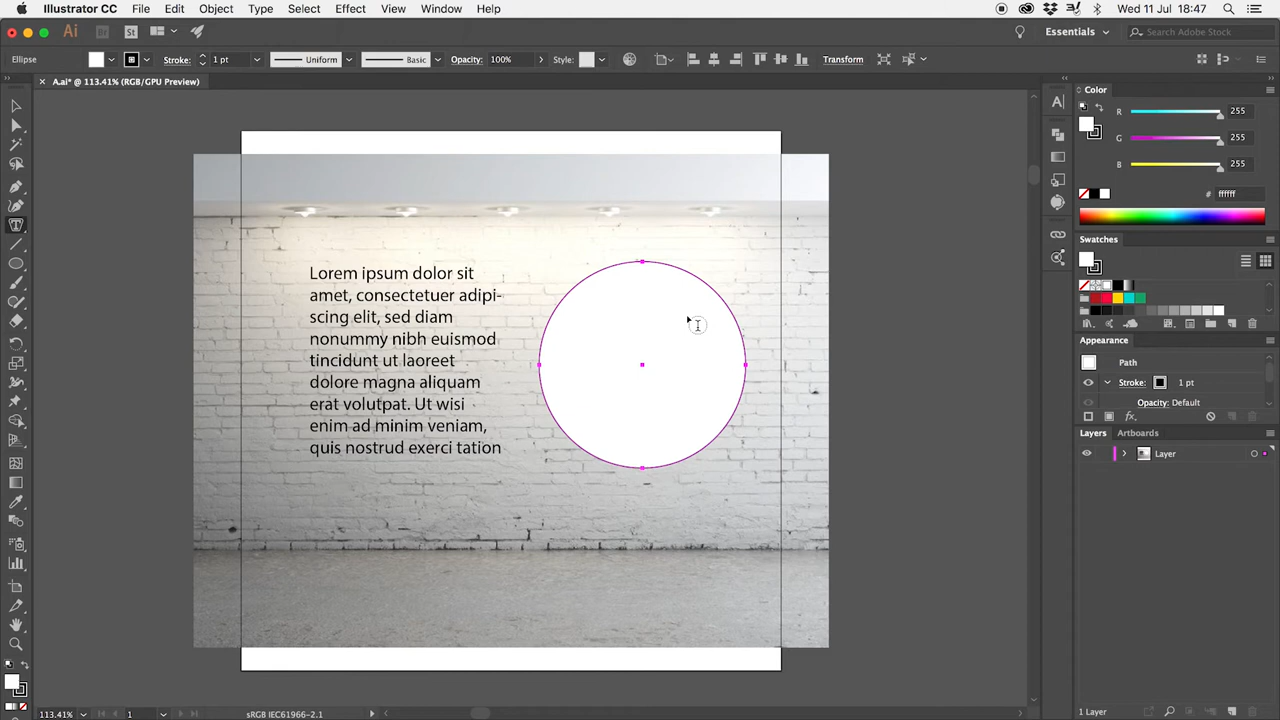 Illustrator CC File Edit Object Type Select Effect View Window Help
Wed 11 Jul 18:47
Ai Br St Essentials Search Adobe Stock
Ellipse Stroke: 1 pt Uniform Basic Opacity: 100% Style: Transform
A.ai* @ 113.41% (RGB/GPU Preview)
Color
R 255
G 255
B 255
# ffffff
Swatches
Appearance
Path
Stroke: 1 pt
Opacity: Default
fx
Layers Artboards
Layer
Lorem ipsum dolor sit
amet, consectetuer adipi-
scing elit, sed diam
nonummy nibh euismod
tincidunt ut laoreet
dolore magna aliquam
erat volutpat. Ut wisi
enim ad minim veniam,
quis nostrud exerci tation
113.41% 1 sRGB IEC61966-2.1
1 Layer